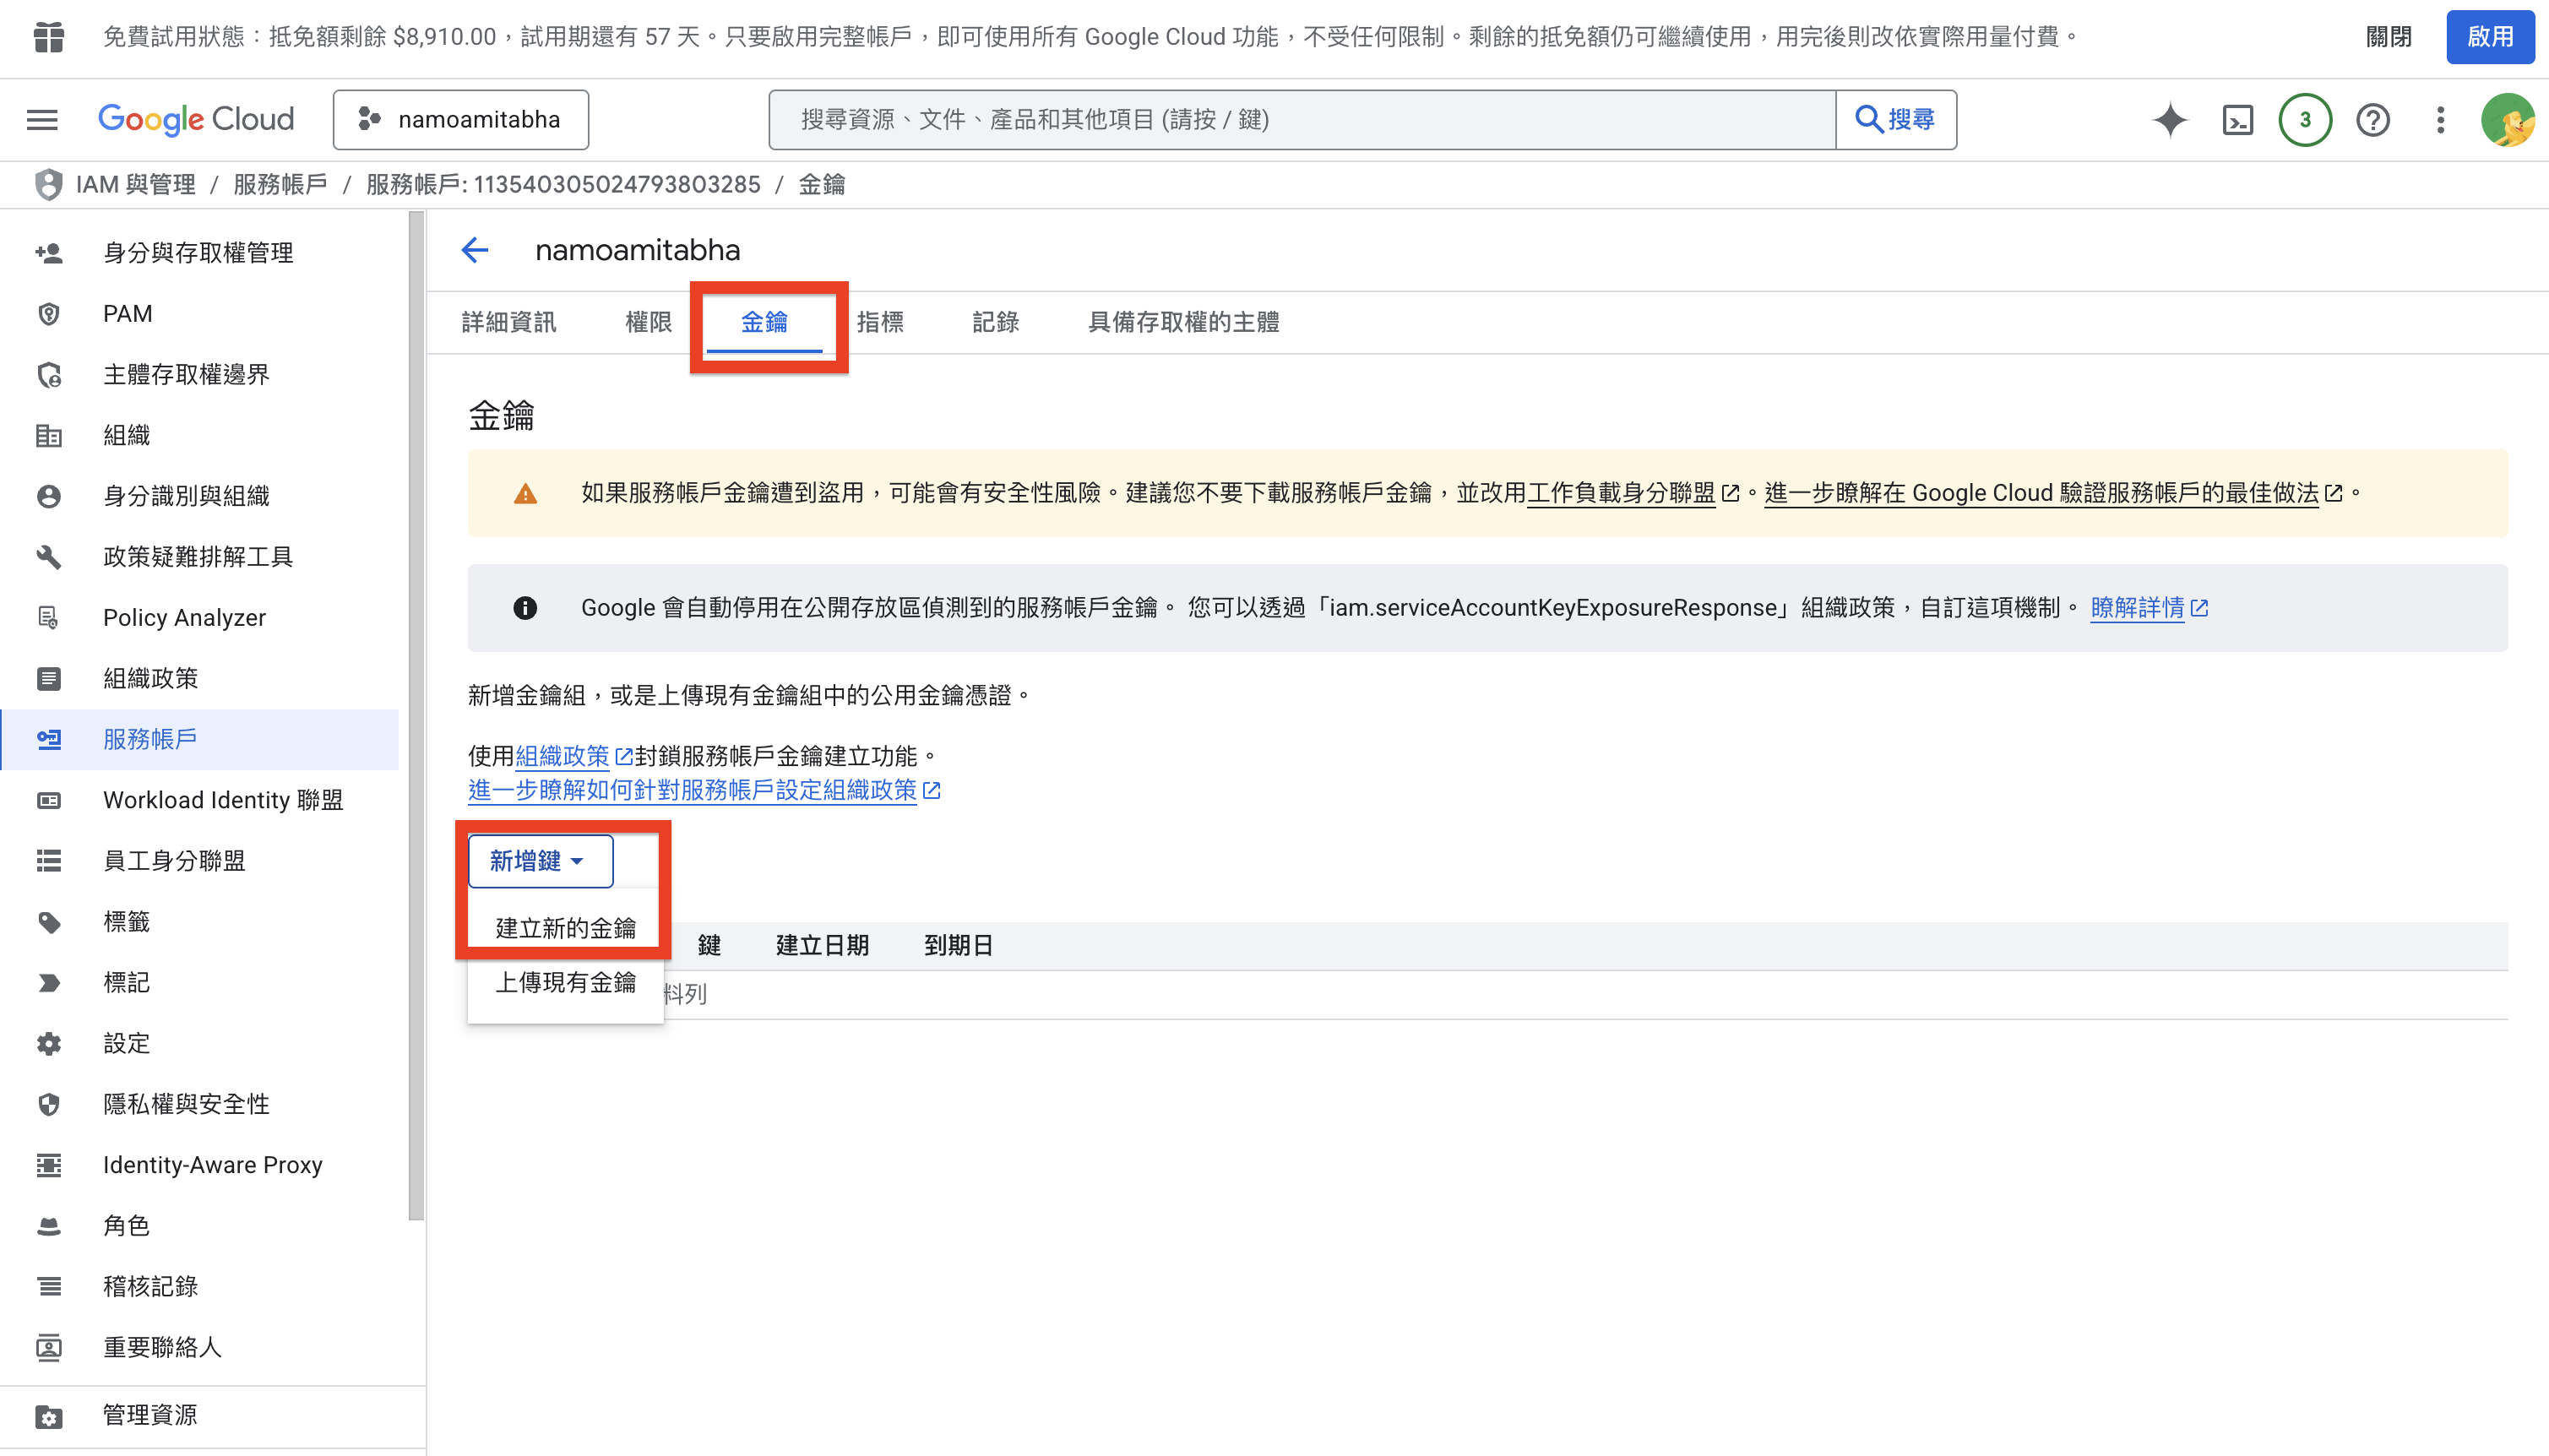 免費試用狀態：抵免額剩餘 $8,910.00，試用期還有 57 天。只要啟用完整帳戶，即可使用所有 Google Cloud 功能，不受任何限制。剩餘的抵免額仍可繼續使用，用完後則改依實際用量付費。
關閉
啟用
Google Cloud
namoamitabha
搜尋資源、文件、產品和其他項目 (請按 / 鍵)
搜尋
3
IAM 與管理 / 服務帳戶 / 服務帳戶: 113540305024793803285 / 金鑰
身分與存取權管理
PAM
主體存取權邊界
組織
身分識別與組織
政策疑難排解工具
Policy Analyzer
組織政策
服務帳戶
Workload Identity 聯盟
員工身分聯盟
標籤
標記
設定
隱私權與安全性
Identity-Aware Proxy
角色
稽核記錄
重要聯絡人
管理資源
namoamitabha
詳細資訊
權限
金鑰
指標
記錄
具備存取權的主體
金鑰
如果服務帳戶金鑰遭到盜用，可能會有安全性風險。建議您不要下載服務帳戶金鑰，並改用工作負載身分聯盟。進一步瞭解在 Google Cloud 驗證服務帳戶的最佳做法。
Google 會自動停用在公開存放區偵測到的服務帳戶金鑰。 您可以透過「iam.serviceAccountKeyExposureResponse」組織政策，自訂這項機制。 瞭解詳情
新增金鑰組，或是上傳現有金鑰組中的公用金鑰憑證。
使用組織政策封鎖服務帳戶金鑰建立功能。
進一步瞭解如何針對服務帳戶設定組織政策
新增鍵
建立新的金鑰
上傳現有金鑰
鍵
建立日期
到期日
料列